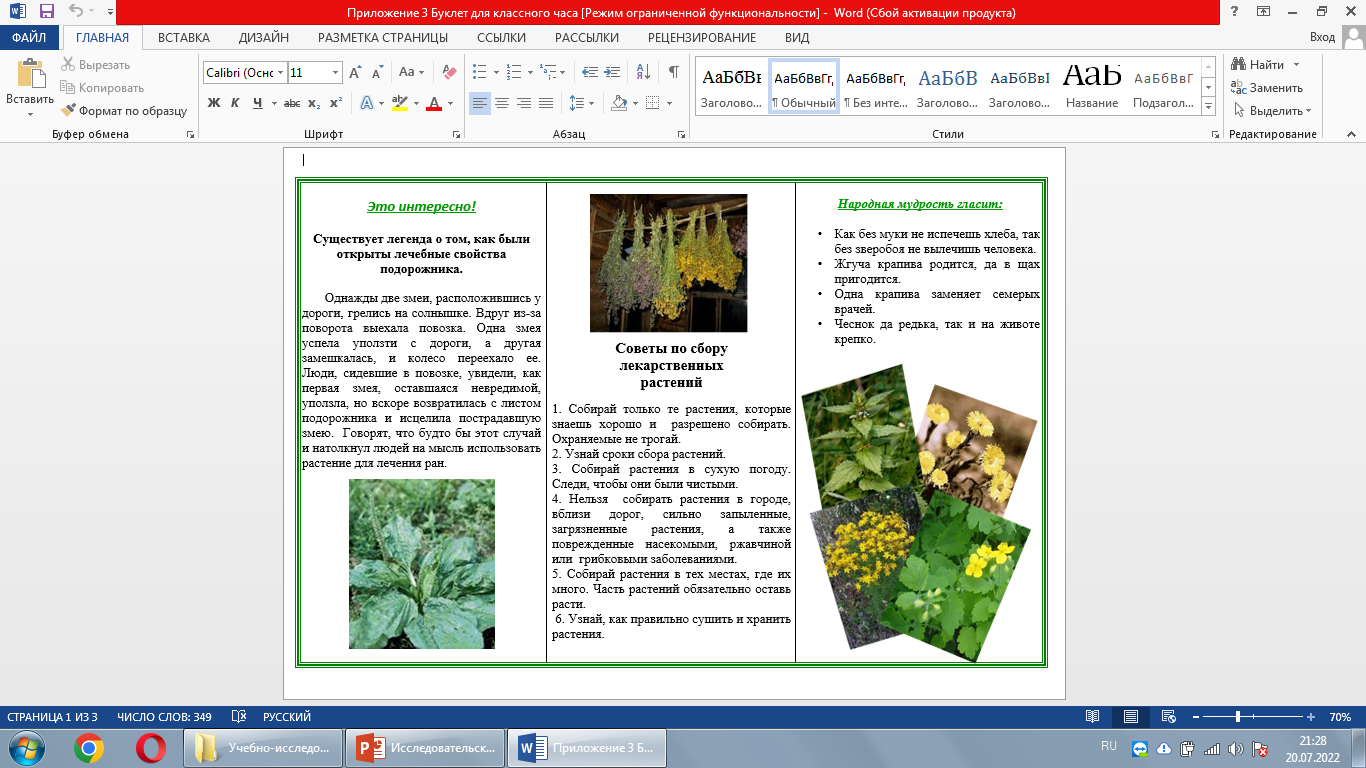 Приложение 3 Буклет для классного часа [Режим ограниченной функциональности] - Word (Сбой активации продукта)
ФАЙЛ ГЛАВНАЯ ВСТАВКА ДИЗАЙН РАЗМЕТКА СТРАНИЦЫ ССЫЛКИ РАССЫЛКИ РЕЦЕНЗИРОВАНИЕ ВИД Вход
Вставить
Вырезать
Копировать
Формат по образцу
Буфер обмена
Calibri (Оснс 11
Ж К Ч abc x₂ x²
Шрифт
Абзац
АаБбВв АаБбВвГг, АаБбВвГг, АаБбВ АаБбВвІ АаБ АаБбВвГ
Заголово... ¶ Обычный ¶ Без инте... Заголово... Заголово... Название Подзагол...
Стили
Найти
Заменить
Выделить
Редактирование
Это интересно!
Существует легенда о том, как были
открыты лечебные свойства
подорожника.
Однажды две змеи, расположившись у
дороги, грелись на солнышке. Вдруг из-за
поворота выехала повозка. Одна змея
успела уползти с дороги, а другая
замешкалась, и колесо переехало ее.
Люди, сидевшие в повозке, увидели, как
первая змея, оставшаяся невредимой,
уползла, но вскоре возвратилась с листом
подорожника и исцелила пострадавшую
змею. Говорят, что будто бы этот случай
и натолкнул людей на мысль использовать
растение для лечения ран.
Советы по сбору
лекарственных
растений
1. Собирай только те растения, которые
знаешь хорошо и разрешено собирать.
Охраняемые не трогай.
2. Узнай сроки сбора растений.
3. Собирай растения в сухую погоду.
Следи, чтобы они были чистыми.
4. Нельзя собирать растения в городе,
вблизи дорог, сильно запыленные,
загрязненные растения, а также
поврежденные насекомыми, ржавчиной
или грибковыми заболеваниями.
5. Собирай растения в тех местах, где их
много. Часть растений обязательно оставь
расти.
6. Узнай, как правильно сушить и хранить
растения.
Народная мудрость гласит:
• Как без муки не испечешь хлеба, так
без зверобоя не вылечишь человека.
• Жгуча крапива родится, да в щах
пригодится.
• Одна крапива заменяет семерых
врачей.
• Чеснок да редька, так и на животе
крепко.
СТРАНИЦА 1 ИЗ 3 ЧИСЛО СЛОВ: 349 РУССКИЙ 70%
Учебно-исследо... Исследовательск... Приложение 3 Б... RU 21:28
20.07.2022